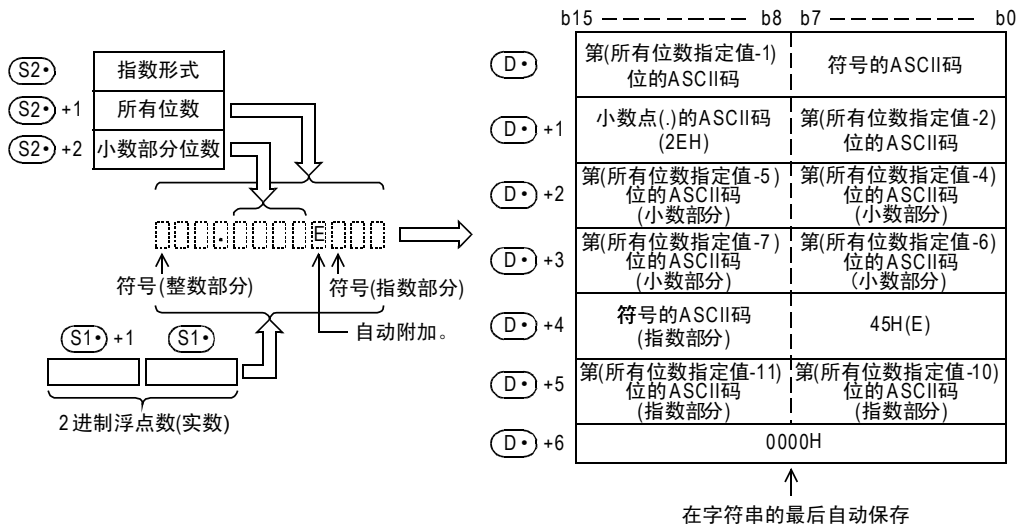 S2• 指数形式
S2• +1 所有位数
S2• +2 小数部分位数
. E
符号(整数部分) 符号(指数部分)
自动附加。
S1• +1 S1•
2进制浮点数(实数)
b15 b8 b7 b0
D• 第(所有位数指定值-1)
位的ASCII码
符号的ASCII码
D• +1 小数点(.)的ASCII码
(2EH)
第(所有位数指定值-2)
位的ASCII码
D• +2 第(所有位数指定值-5)
位的ASCII码
(小数部分)
第(所有位数指定值-4)
位的ASCII码
(小数部分)
D• +3 第(所有位数指定值-7)
位的ASCII码
(小数部分)
第(所有位数指定值-6)
位的ASCII码
(小数部分)
D• +4 符号的ASCII码
(指数部分)
45H(E)
D• +5 第(所有位数指定值-11)
位的ASCII码
(指数部分)
第(所有位数指定值-10)
位的ASCII码
(指数部分)
D• +6 0000H
在字符串的最后自动保存